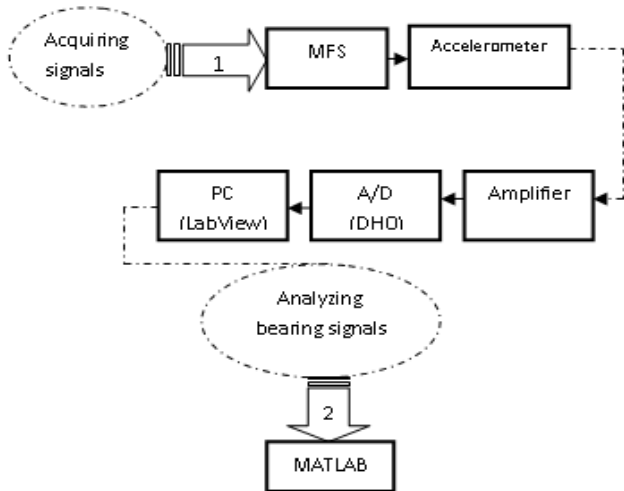 Acquiring
signals
1
MFS
Accelerometer
PC
(LabView)
A/D
(DHO)
Amplifier
Analyzing
bearing signals
2
MATLAB